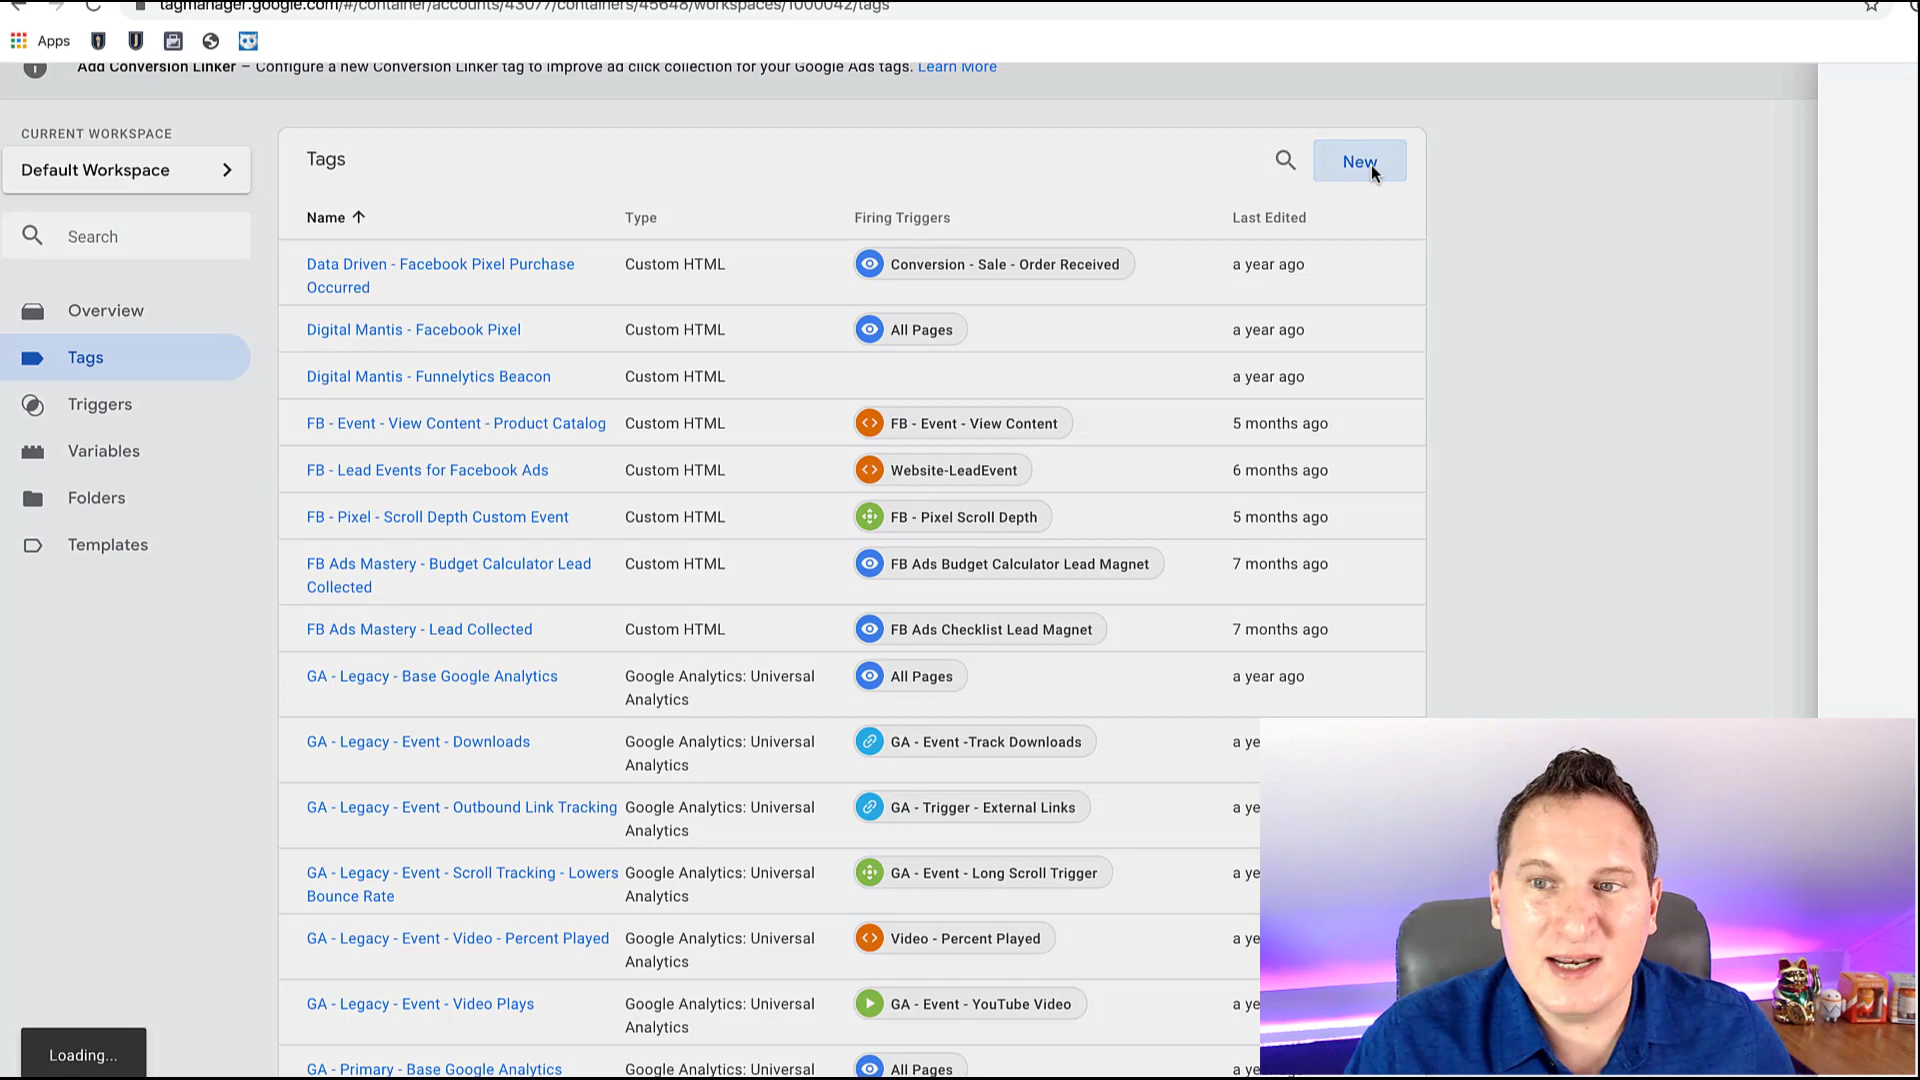 tagmanager.google.com/#/container/accounts/43077/containers/45648/workspaces/1000042/tags
Apps
Add Conversion Linker – Configure a new Conversion Linker tag to improve ad click collection for your Google Ads tags. Learn More
CURRENT WORKSPACE
Default Workspace
Search
Overview
Tags
Triggers
Variables
Folders
Templates
Tags
New
Name Type Firing Triggers Last Edited
Data Driven - Facebook Pixel Purchase Custom HTML Conversion - Sale - Order Received a year ago
Occurred
Digital Mantis - Facebook Pixel Custom HTML All Pages a year ago
Digital Mantis - Funnelytics Beacon Custom HTML a year ago
FB - Event - View Content - Product Catalog Custom HTML FB - Event - View Content 5 months ago
FB - Lead Events for Facebook Ads Custom HTML Website-LeadEvent 6 months ago
FB - Pixel - Scroll Depth Custom Event Custom HTML FB - Pixel Scroll Depth 5 months ago
FB Ads Mastery - Budget Calculator Lead Custom HTML FB Ads Budget Calculator Lead Magnet 7 months ago
Collected
FB Ads Mastery - Lead Collected Custom HTML FB Ads Checklist Lead Magnet 7 months ago
GA - Legacy - Base Google Analytics Google Analytics: Universal All Pages a year ago
Analytics
GA - Legacy - Event - Downloads Google Analytics: Universal GA - Event -Track Downloads a ye
Analytics
GA - Legacy - Event - Outbound Link Tracking Google Analytics: Universal GA - Trigger - External Links a ye
Analytics
GA - Legacy - Event - Scroll Tracking - Lowers Google Analytics: Universal GA - Event - Long Scroll Trigger a ye
Bounce Rate Analytics
GA - Legacy - Event - Video - Percent Played Google Analytics: Universal Video - Percent Played a ye
Analytics
GA - Legacy - Event - Video Plays Google Analytics: Universal GA - Event - YouTube Video a ye
Analytics
GA - Primary - Base Google Analytics Google Analytics: Universal All Pages a ye
Loading...